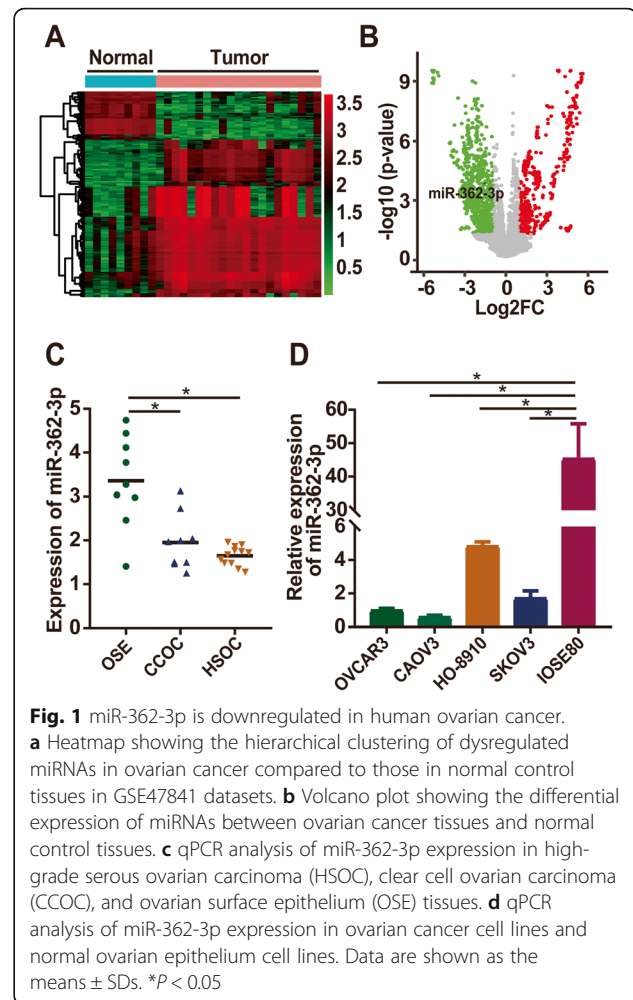 A
Normal
Tumor
3.5
3
2.5
2
1.5
1
0.5
B
9
6
3
0
-log10 (p-value)
miR-362-3p
-6 -3 0 3 6
Log2FC
C
* *
Expression of miR-362-3p
5
4
3
2
1
0
OSE CCOC HSOC
D
*
*
*
*
Relative expression
of miR-362-3p
60
50
40
30
6
4
2
0
OVCAR3 CAOV3 HO-8910 SKOV3 IOSE80
Fig. 1 miR-362-3p is downregulated in human ovarian cancer.
a Heatmap showing the hierarchical clustering of dysregulated
miRNAs in ovarian cancer compared to those in normal control
tissues in GSE47841 datasets. b Volcano plot showing the differential
expression of miRNAs between ovarian cancer tissues and normal
control tissues. c qPCR analysis of miR-362-3p expression in high-
grade serous ovarian carcinoma (HSOC), clear cell ovarian carcinoma
(CCOC), and ovarian surface epithelium (OSE) tissues. d qPCR
analysis of miR-362-3p expression in ovarian cancer cell lines and
normal ovarian epithelium cell lines. Data are shown as the
means ± SDs. *P < 0.05